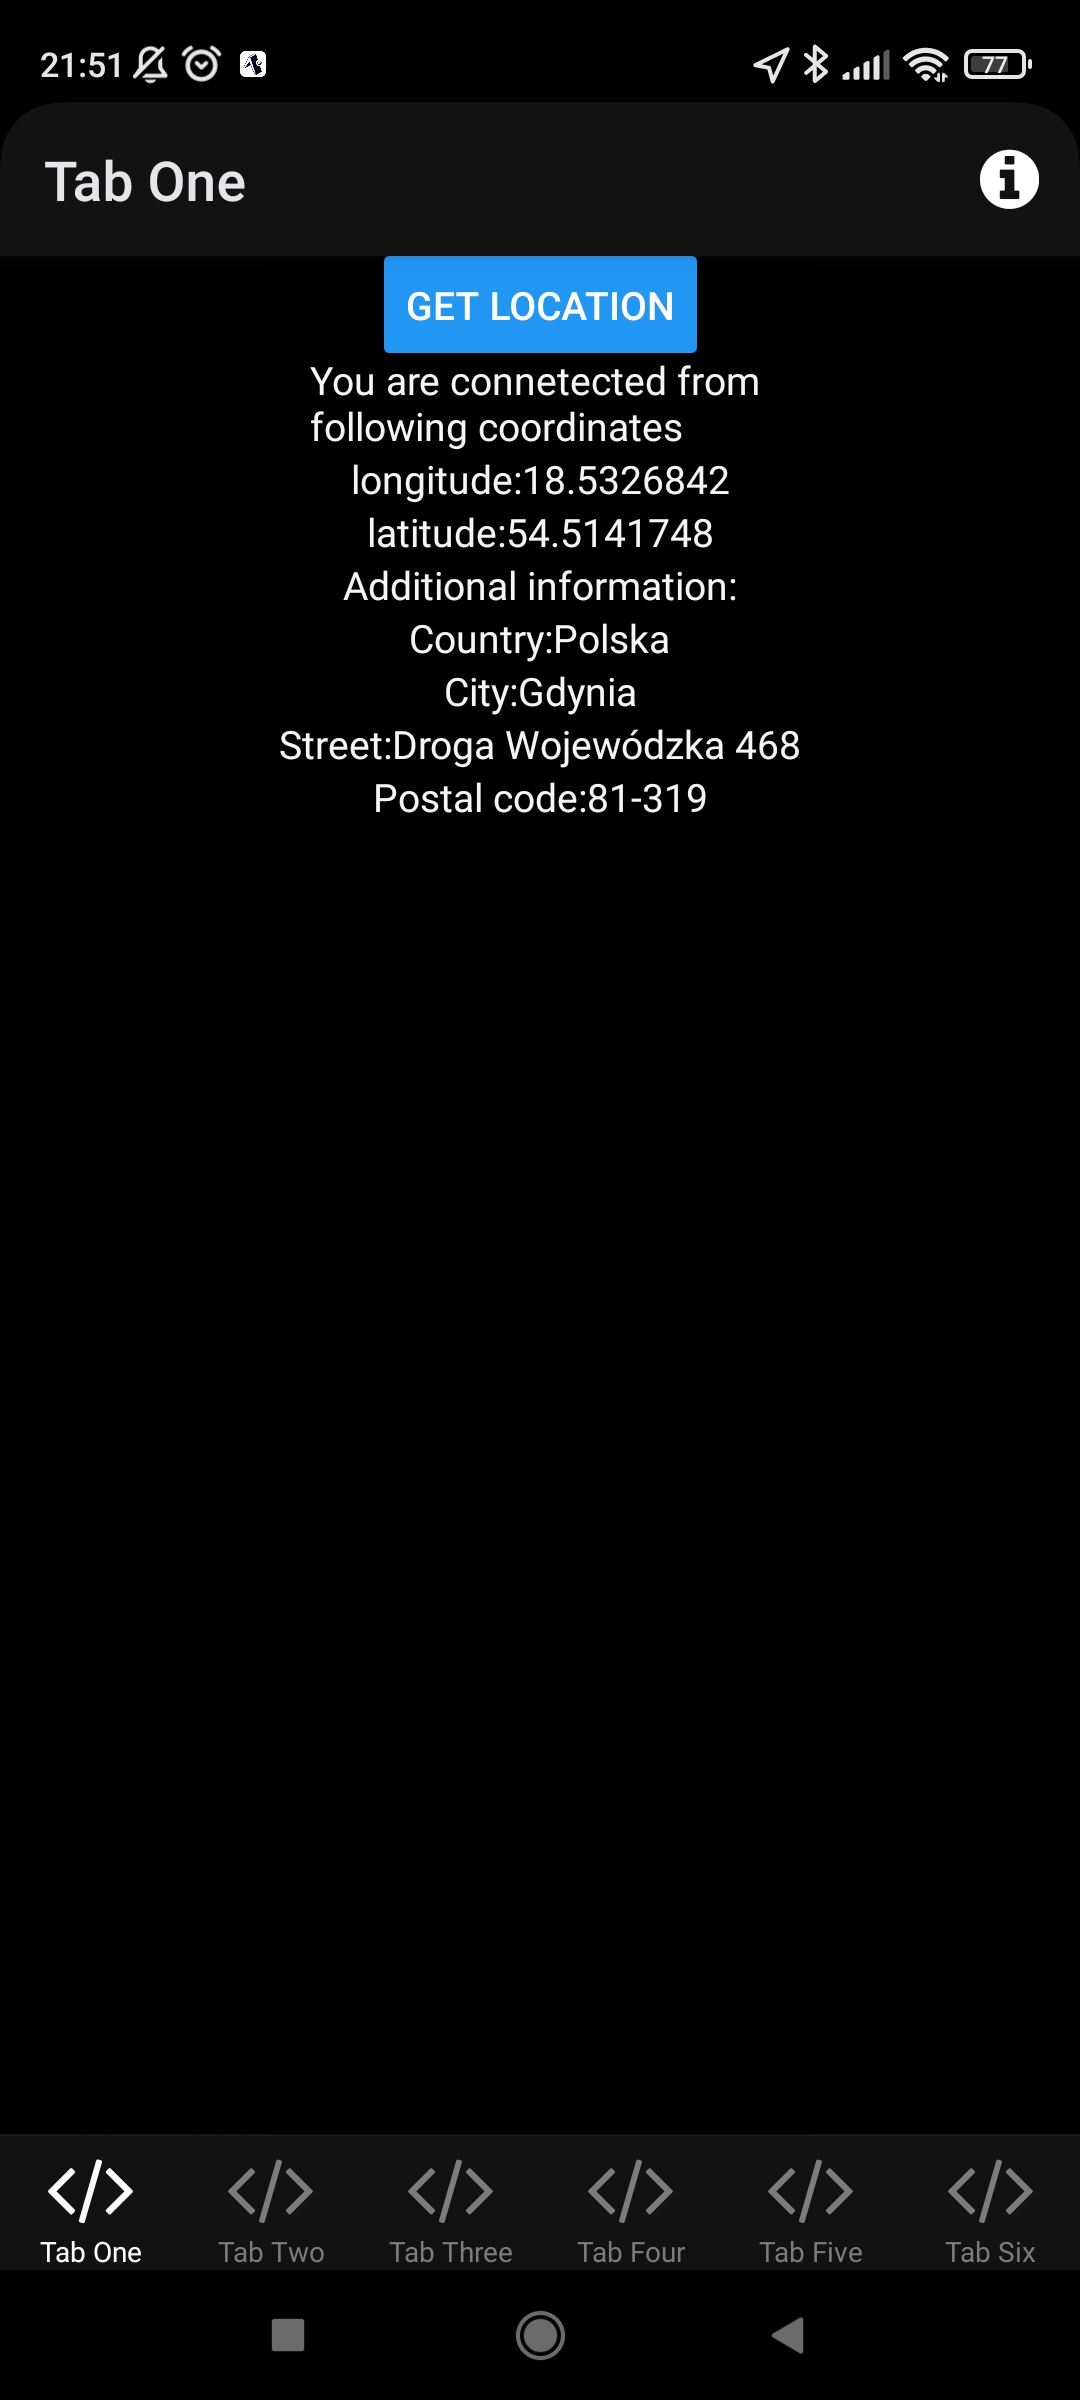 21:51
77
Tab One
GET LOCATION
You are connetected from
following coordinates
longitude:18.5326842
latitude:54.5141748
Additional information:
Country:Polska
City:Gdynia
Street:Droga Wojewódzka 468
Postal code:81-319
Tab One Tab Two Tab Three Tab Four Tab Five Tab Six